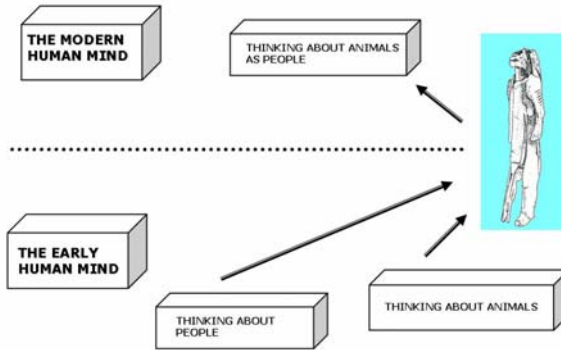 THE MODERN
HUMAN MIND
THINKING ABOUT ANIMALS
AS PEOPLE
THE EARLY
HUMAN MIND
THINKING ABOUT
PEOPLE
THINKING ABOUT ANIMALS